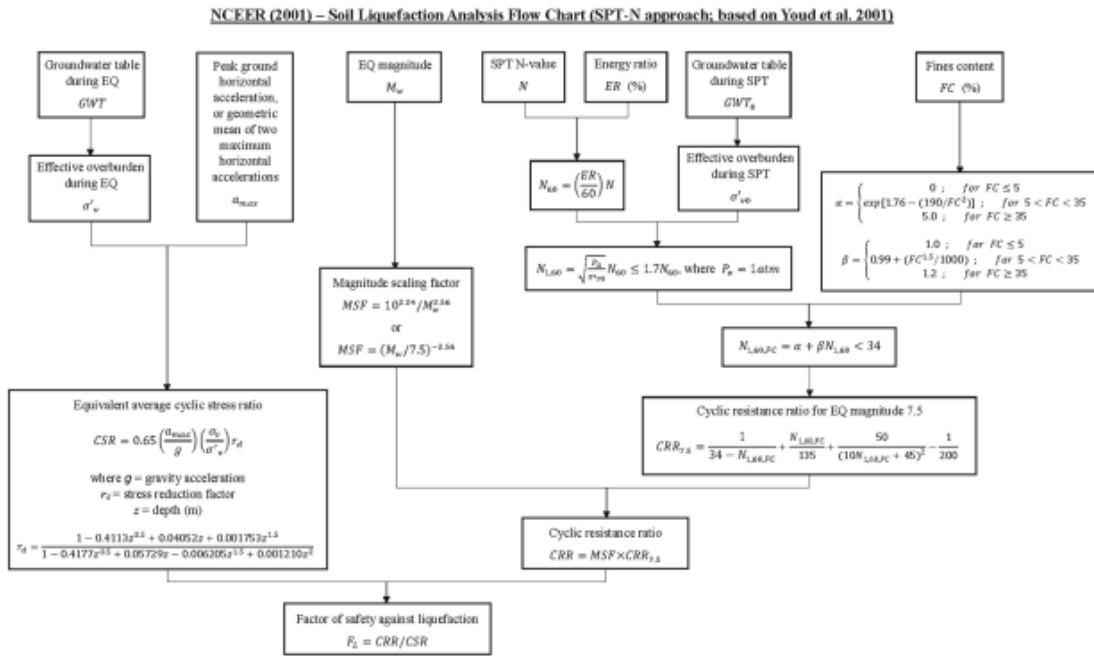 NCEER (2001) – Soil Liquefaction Analysis Flow Chart (SPT-N approach; based on Youd et al. 2001)
Groundwater table
during EQ
GWT
Peak ground
horizontal
acceleration,
or geometric
mean of two
maximum
horizontal
accelerations
a_max
EQ magnitude
M_w
SPT N-value
N
Energy ratio
ER (%)
Groundwater table
during SPT
GWT_0
Fines content
FC (%)
Effective overburden
during EQ
σ'_v
N_60 = (ER/60) N
Effective overburden
during SPT
σ'_v0
α = { 0 ; for FC ≤ 5
exp[1.76 − (190/FC^2)] ; for 5 < FC < 35
5.0 ; for FC ≥ 35
β = { 1.0 ; for FC ≤ 5
0.99 + (FC^1.5/1000) ; for 5 < FC < 35
1.2 ; for FC ≥ 35
N_1,60 = √(P_a/σ'_v0) N_60 ≤ 1.7N_60, where P_a = 1atm
Magnitude scaling factor
MSF = 10^2.24/M_w^2.56
or
MSF = (M_w/7.5)^−2.56
N_1,60,FC = α + βN_1,60 < 34
Equivalent average cyclic stress ratio
CSR = 0.65 (a_max/g) (σ_v/σ'_v) r_d
where g = gravity acceleration
r_d = stress reduction factor
z = depth (m)
r_d = (1 − 0.4113z^0.5 + 0.04052z + 0.001753z^1.5)/(1 − 0.4177z^0.5 + 0.05729z − 0.006205z^1.5 + 0.001210z^2)
Cyclic resistance ratio for EQ magnitude 7.5
CRR_7.5 = 1/(34 − N_1,60,FC) + N_1,60,FC/135 + 50/(10N_1,60,FC + 45)^2 − 1/200
Cyclic resistance ratio
CRR = MSF×CRR_7.5
Factor of safety against liquefaction
F_L = CRR/CSR